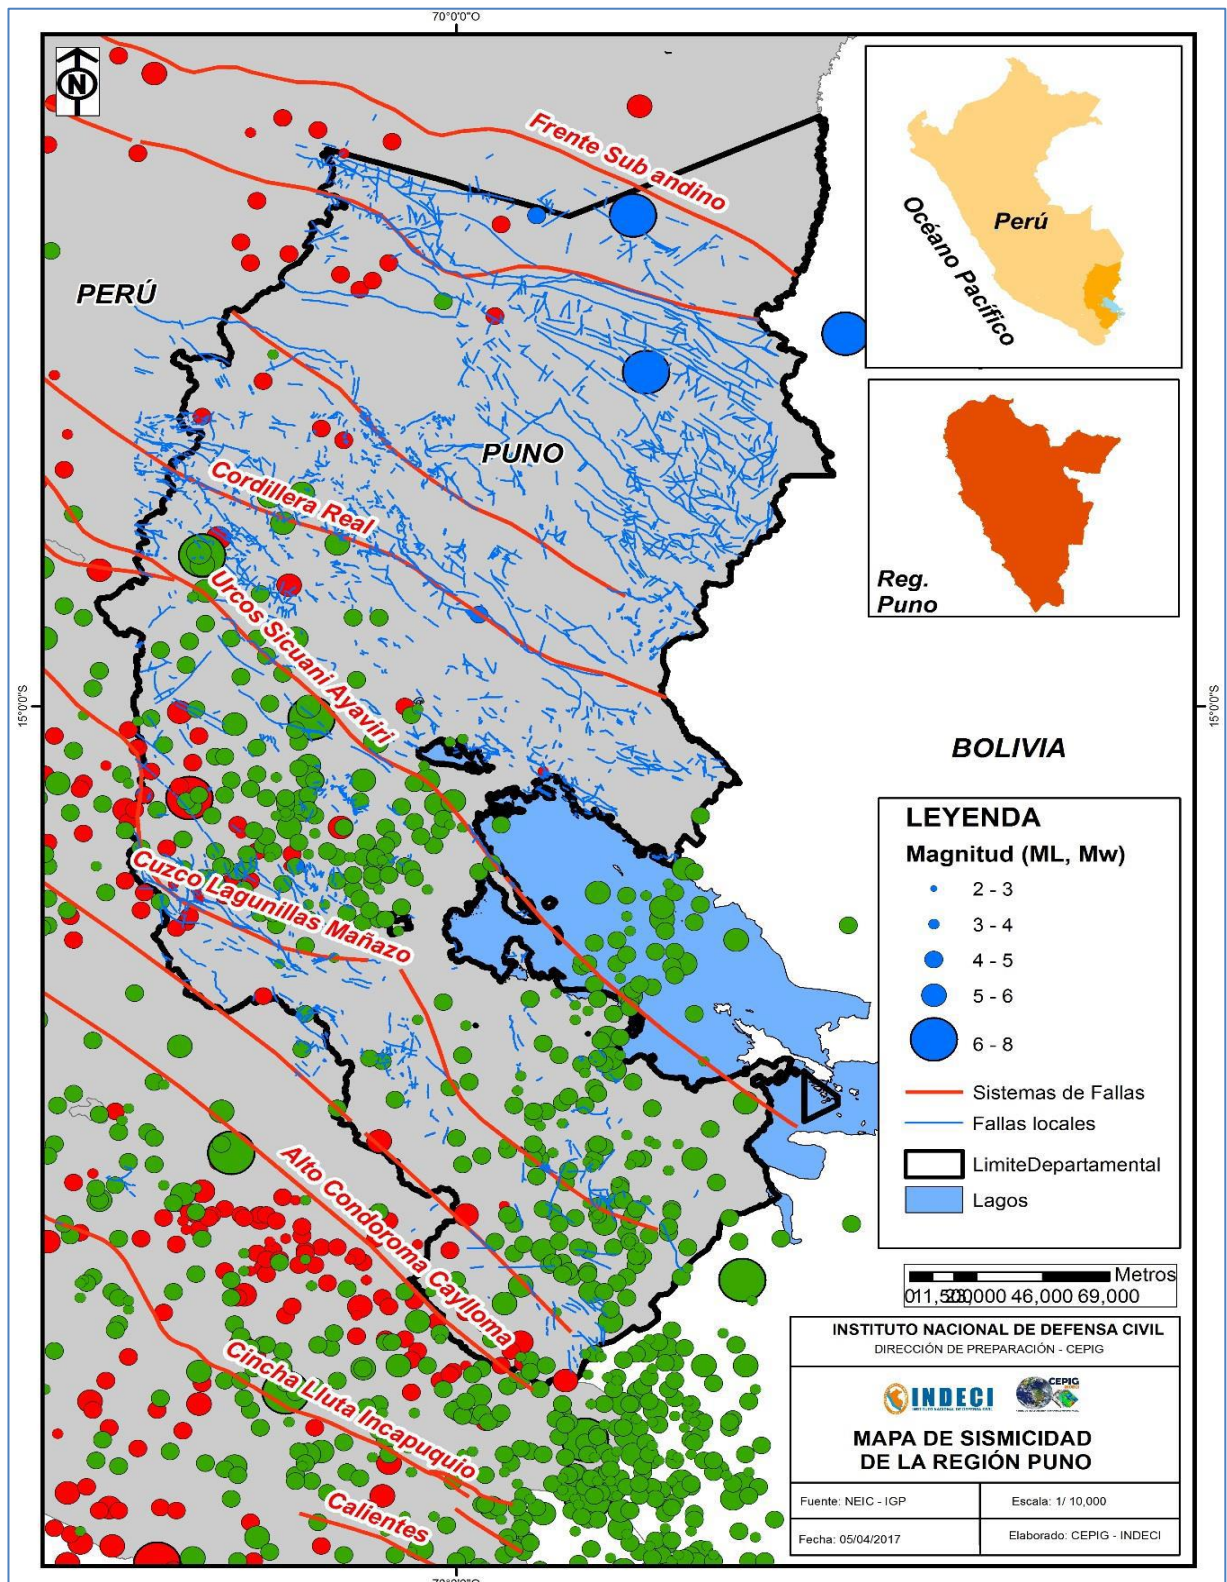 70°0'0"O
N
Frente Sub andino
PERÚ
PUNO
Cordillera Real
Urcos Sicuani Ayaviri
Cuzco Lagunillas Mañazo
Alto Condoroma Caylloma
Cincha Lluta Incapuquio
Calientes
15°0'0"S
15°0'0"S
Océano Pacífico
Perú
Reg.
Puno
BOLIVIA
LEYENDA
Magnitud (ML, Mw)
2 - 3
3 - 4
4 - 5
5 - 6
6 - 8
Sistemas de Fallas
Fallas locales
LimiteDepartamental
Lagos
Metros
46,000 69,000
INSTITUTO NACIONAL DE DEFENSA CIVIL
DIRECCIÓN DE PREPARACIÓN - CEPIG
INDECI
CEPIG
MAPA DE SISMICIDAD
DE LA REGIÓN PUNO
Fuente: NEIC - IGP
Escala: 1/ 10,000
Fecha: 05/04/2017
Elaborado: CEPIG - INDECI